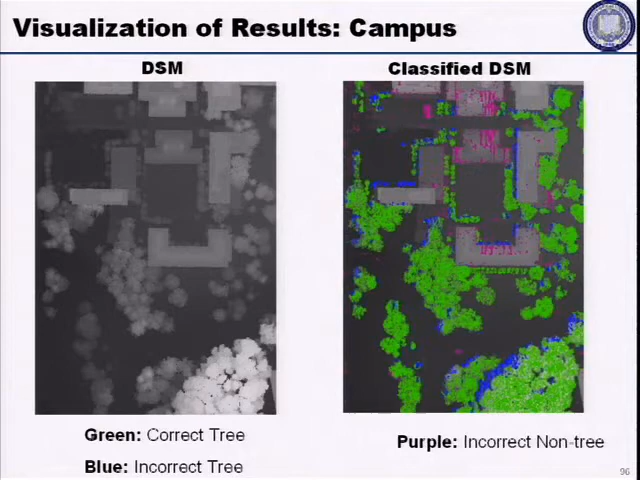 Visualization of Results: Campus
DSM
Classified DSM
Green: Correct Tree
Blue: Incorrect Tree
Purple: Incorrect Non-tree
96